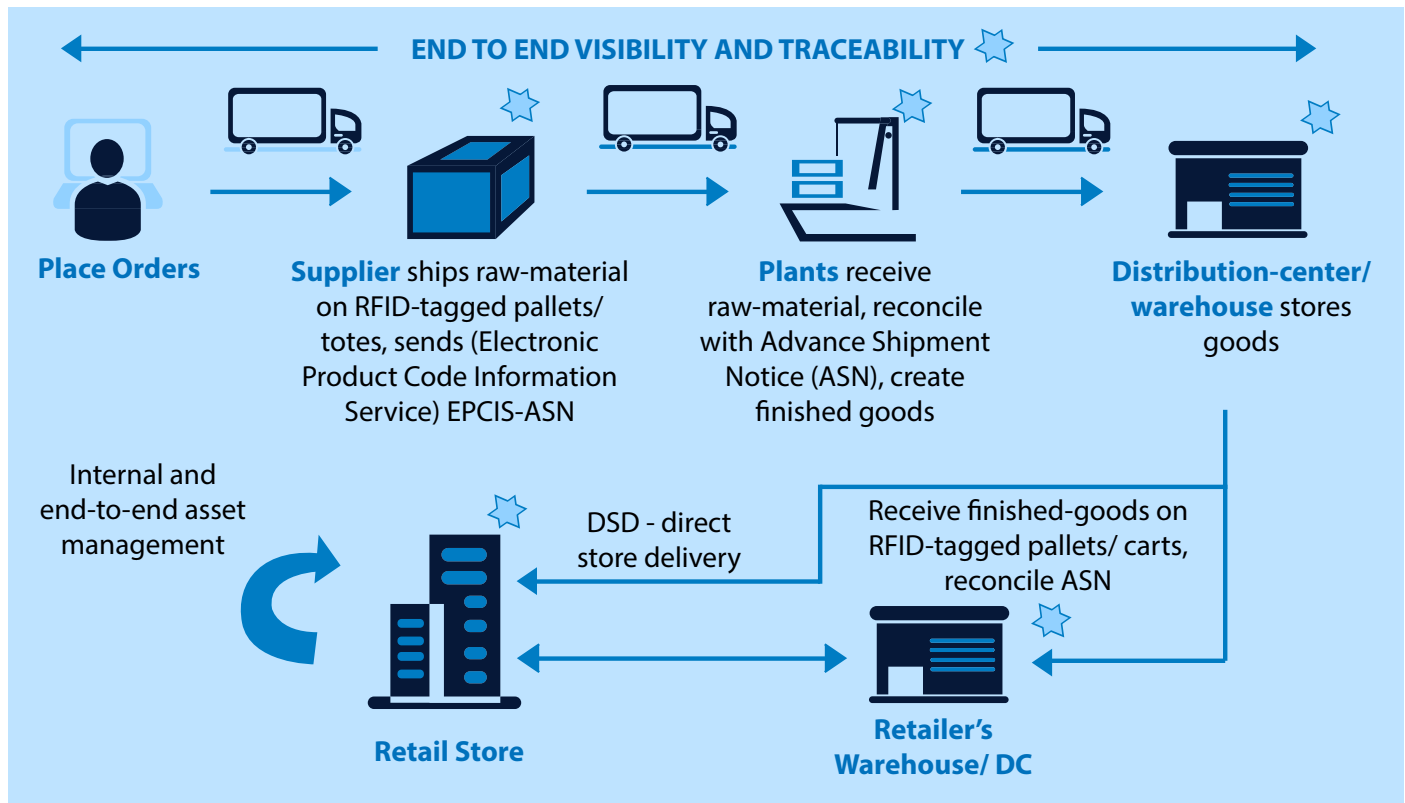 END TO END VISIBILITY AND TRACEABILITY
Place Orders
Supplier ships raw-material
on RFID-tagged pallets/
totes, sends (Electronic
Product Code Information
Service) EPCIS-ASN
Plants receive
raw-material, reconcile
with Advance Shipment
Notice (ASN), create
finished goods
Distribution-center/
warehouse stores
goods
Internal and
end-to-end asset
management
DSD - direct
store delivery
Receive finished-goods on
RFID-tagged pallets/ carts,
reconcile ASN
Retail Store
Retailer's
Warehouse/ DC